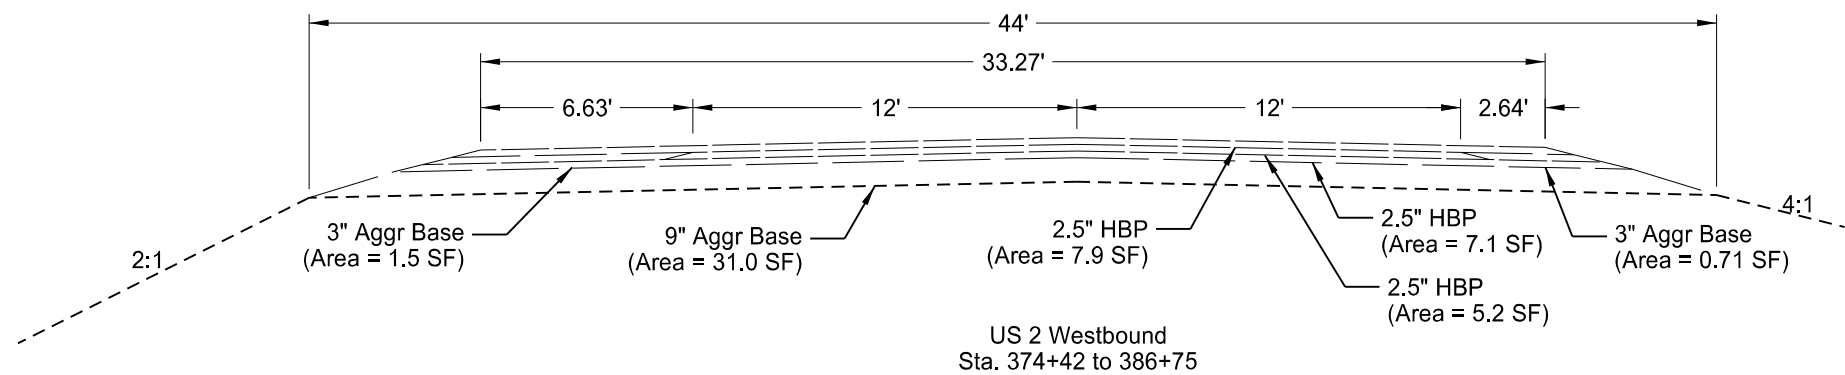 44'
33.27'
6.63'
12'
12'
2.64'
2:1
3" Aggr Base
(Area = 1.5 SF)
9" Aggr Base
(Area = 31.0 SF)
2.5" HBP
(Area = 7.9 SF)
2.5" HBP
(Area = 7.1 SF)
2.5" HBP
(Area = 5.2 SF)
3" Aggr Base
(Area = 0.71 SF)
4:1
US 2 Westbound
Sta. 374+42 to 386+75